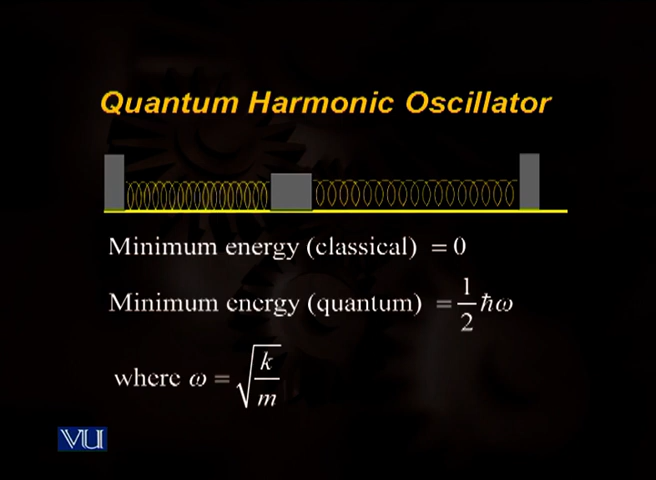 Quantum Harmonic Oscillator
Minimum energy (classical) = 0
Minimum energy (quantum) = 1/2 ħω
where ω = √(k/m)
VU